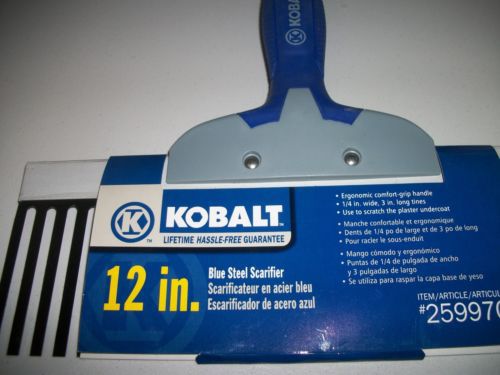 KOBALT
K
KOBALT™
LIFETIME HASSLE-FREE GUARANTEE
12 in.
Blue Steel Scarifier
Scarificateur en acier bleu
Escarificador de acero azul
• Ergonomic comfort-grip handle
• 1/4 in. wide, 3 in. long tines
• Use to scratch the plaster undercoat
• Manche confortable et ergonomique
• Dents de 1/4 po de large et de 3 po de long
• Pour racler le sous-enduit
• Mango cómodo y ergonómico
• Puntas de 1/4 de pulgada de ancho
y 3 pulgadas de largo
• Se utiliza para raspar la capa base de yeso
ITEM/ARTICLE/ARTICUL
#259970